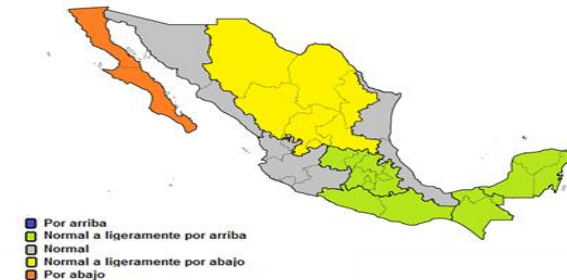 Por arriba
Normal a ligeramente por arriba
Normal
Normal a ligeramente por abajo
Por abajo